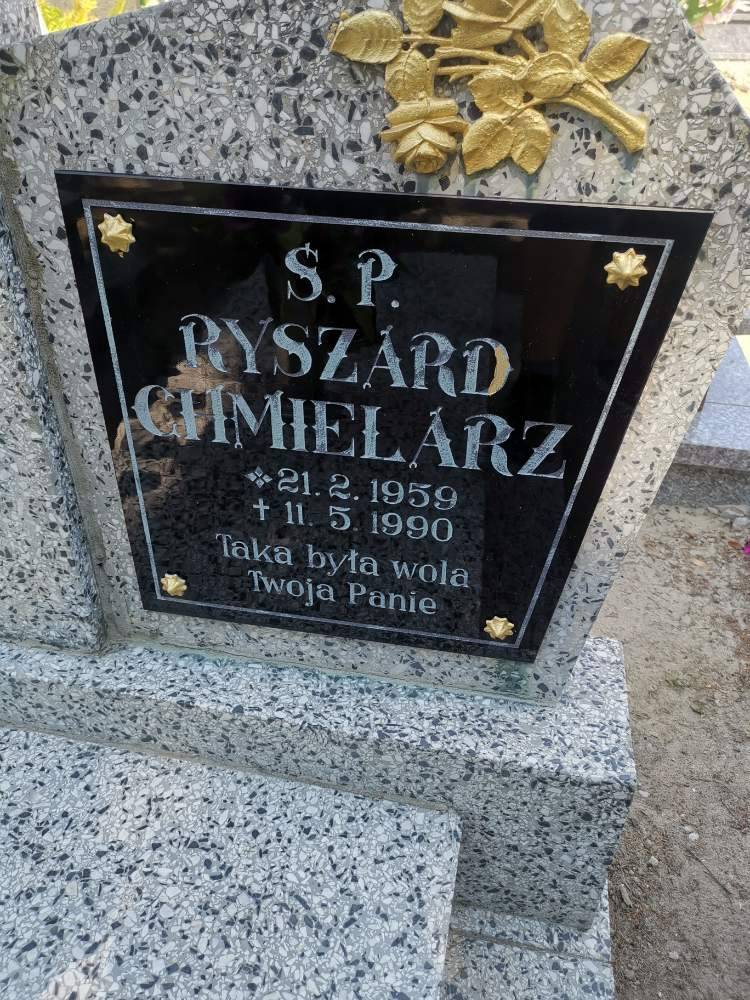 Ś. P.
RYSZARD
CHMIELARZ
21. 2. 1959
✝ 11. 5. 1990
Taka była wola
Twoja Panie